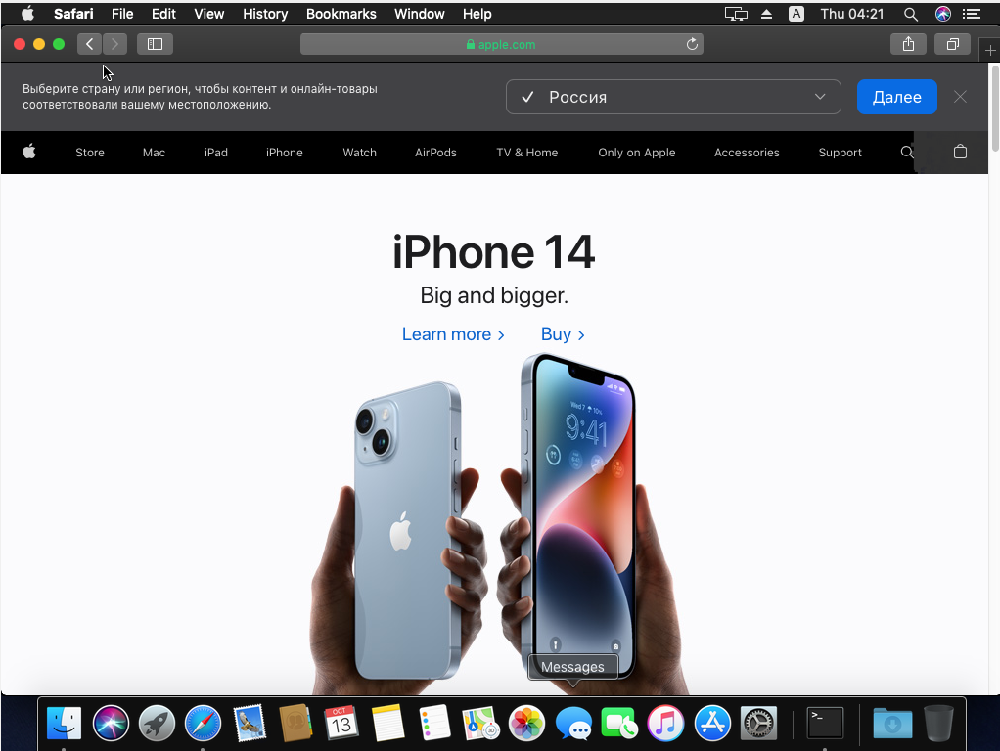 Safari File Edit View History Bookmarks Window Help A Thu 04:21
apple.com
Выберите страну или регион, чтобы контент и онлайн-товары
соответствовали вашему местоположению.
Россия
Далее
Store Mac iPad iPhone Watch AirPods TV & Home Only on Apple Accessories Support
iPhone 14
Big and bigger.
Learn more > Buy >
Wed 7 10%
9:41
Messages
OCT
13
>_